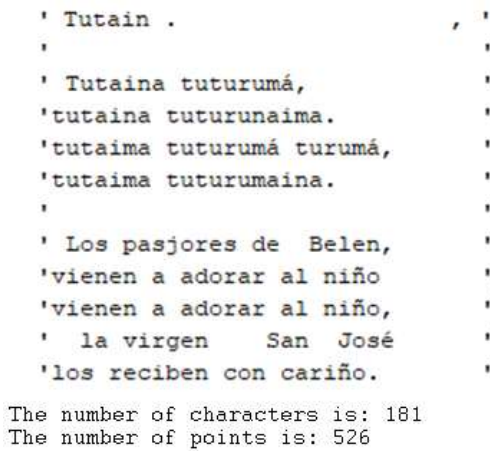 ' Tutain . , '
' '
' Tutaina tuturumá, '
'tutaina tuturunaima. '
'tutaima tuturumá turumá, '
'tutaima tuturumaina. '
' '
' Los pasjores de Belen, '
'vienen a adorar al niño '
'vienen a adorar al niño, '
' la virgen San José '
'los reciben con cariño. '
The number of characters is: 181
The number of points is: 526